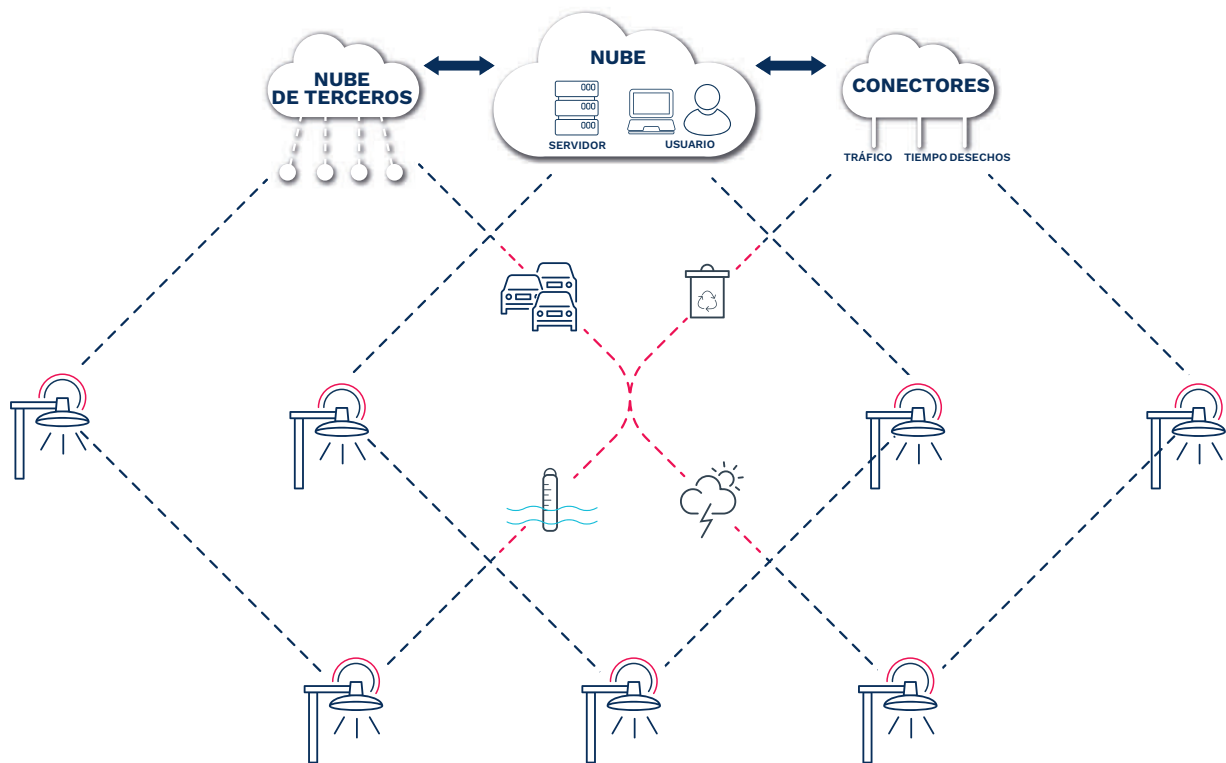 NUBE
DE TERCEROS
NUBE
000
000
000
SERVIDOR
USUARIO
CONECTORES
TRÁFICO
TIEMPO
DESECHOS